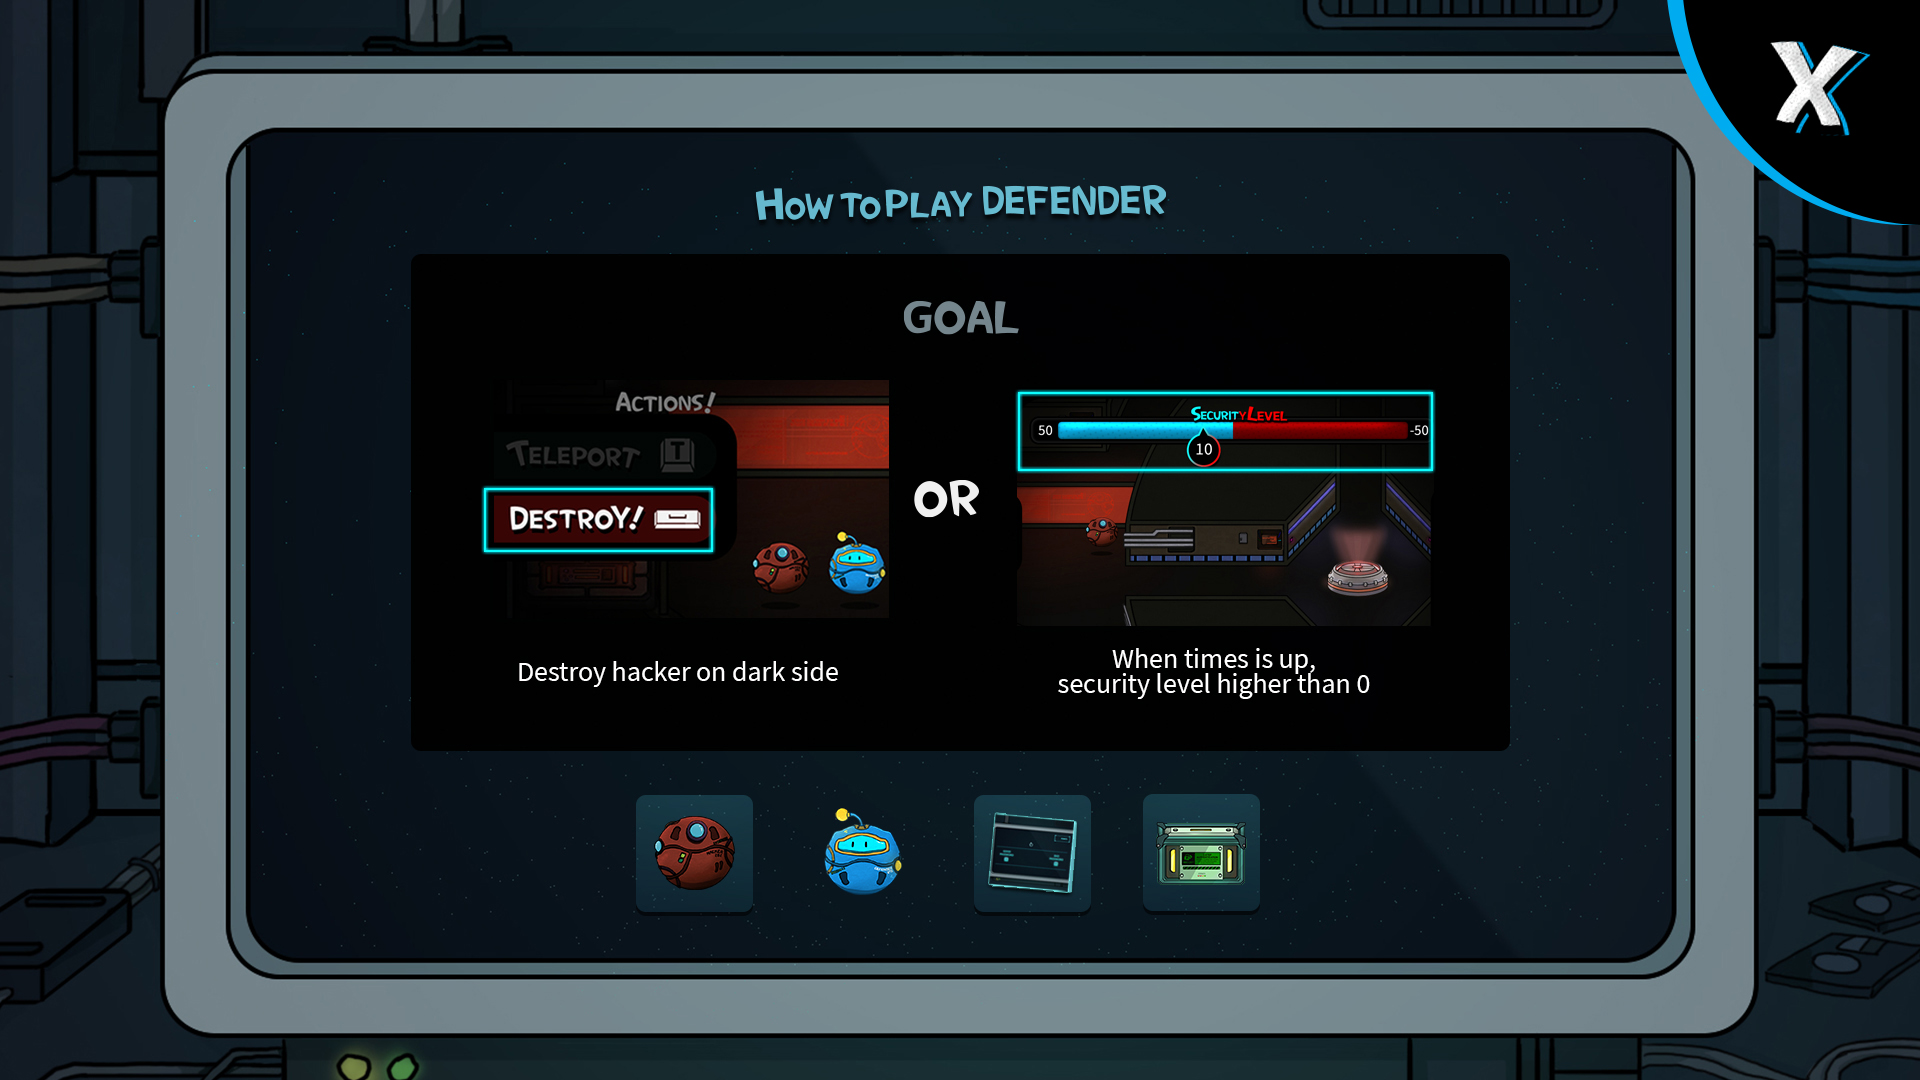 X
HOW TO PLAY DEFENDER
GOAL
ACTIONS!
TELEPORT T
DESTROY!
OR
SECURITY LEVEL
50
-50
10
Destroy hacker on dark side
When times is up,
security level higher than 0